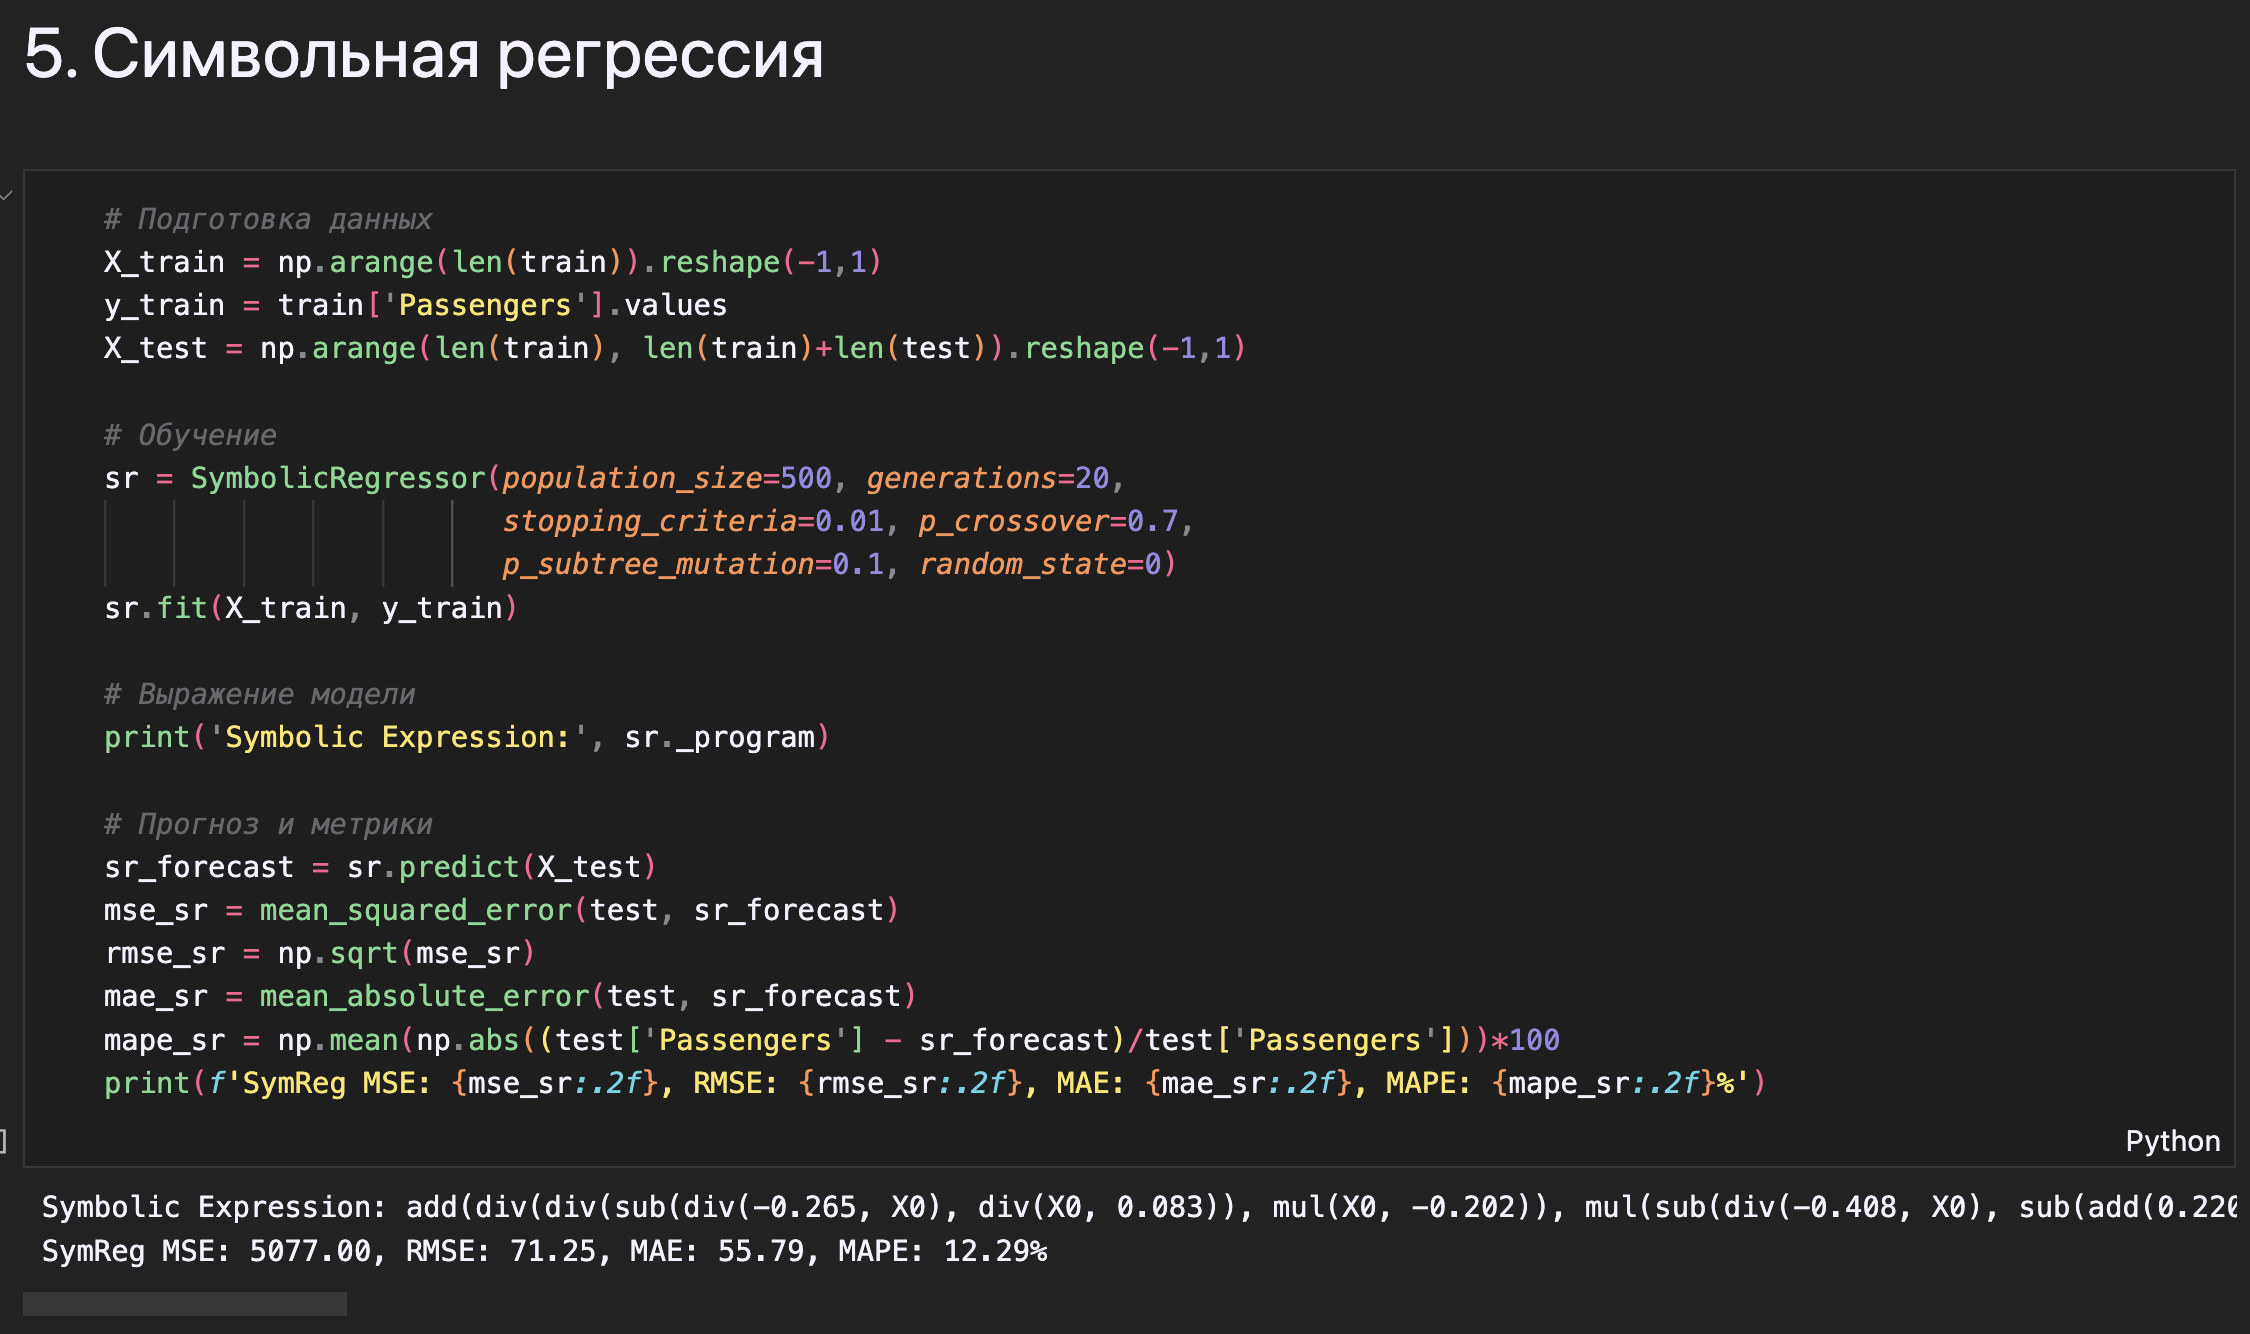 5. Символьная регрессия
# Подготовка данных
X_train = np.arange(len(train)).reshape(-1,1)
y_train = train['Passengers'].values
X_test = np.arange(len(train), len(train)+len(test)).reshape(-1,1)
# Обучение
sr = SymbolicRegressor(population_size=500, generations=20,
stopping_criteria=0.01, p_crossover=0.7,
p_subtree_mutation=0.1, random_state=0)
sr.fit(X_train, y_train)
# Выражение модели
print('Symbolic Expression:', sr._program)
# Прогноз и метрики
sr_forecast = sr.predict(X_test)
mse_sr = mean_squared_error(test, sr_forecast)
rmse_sr = np.sqrt(mse_sr)
mae_sr = mean_absolute_error(test, sr_forecast)
mape_sr = np.mean(np.abs((test['Passengers'] - sr_forecast)/test['Passengers']))*100
print(f'SymReg MSE: {mse_sr:.2f}, RMSE: {rmse_sr:.2f}, MAE: {mae_sr:.2f}, MAPE: {mape_sr:.2f}%')
Python
Symbolic Expression: add(div(div(sub(div(-0.265, X0), div(X0, 0.083)), mul(X0, -0.202)), mul(sub(div(-0.408, X0), sub(add(0.220
SymReg MSE: 5077.00, RMSE: 71.25, MAE: 55.79, MAPE: 12.29%